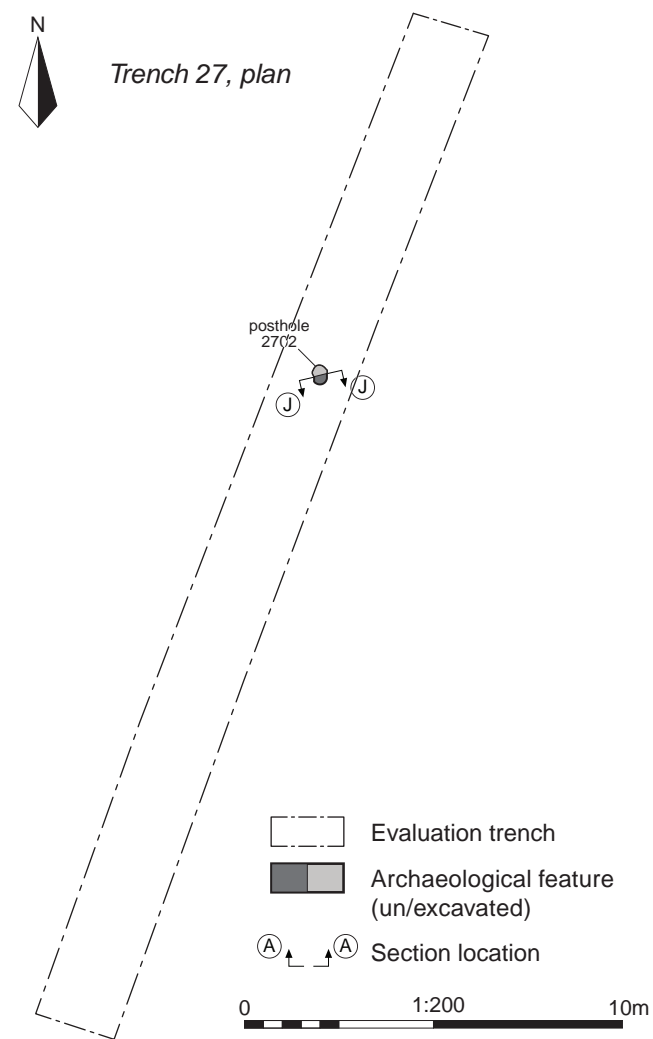 N
Trench 27, plan
posthole
2702
J
J
Evaluation trench
Archaeological feature
(un/excavated)
A A Section location
0 1:200 10m